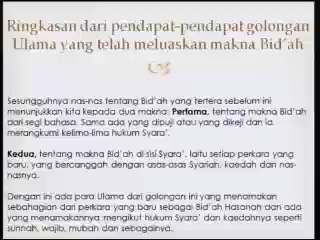 Ringkasan dari pendapat-pendapat golongan
Ulama yang telah meluaskan makna Bid'ah
Sesungguhnya nas-nas tentang Bid'ah yang tertera sebelum ini
menunjukkan kita kepada dua makna: Pertama, tentang makna Bid'ah
dari segi bahasa. Sama ada yang dipuji atau yang dikeji dan ia
merangkumi kelima-lima hukum Syara'.
Kedua, tentang makna Bid'ah di sisi Syara'. Iaitu setiap perkara yang
baru, yang bercanggah dengan asas-asas Syariah, kaedah dan nas-
nasnya.
Dengan ini ada para Ulama dari golongan ini yang menamakan
sebahagian dari perkara yang baru sebagai Bid'ah Hasanah dan ada
yang menamakannya mengikut hukum Syara' dan kaedahnya seperti
sunnah, wajib, mubah dan sebagainya.